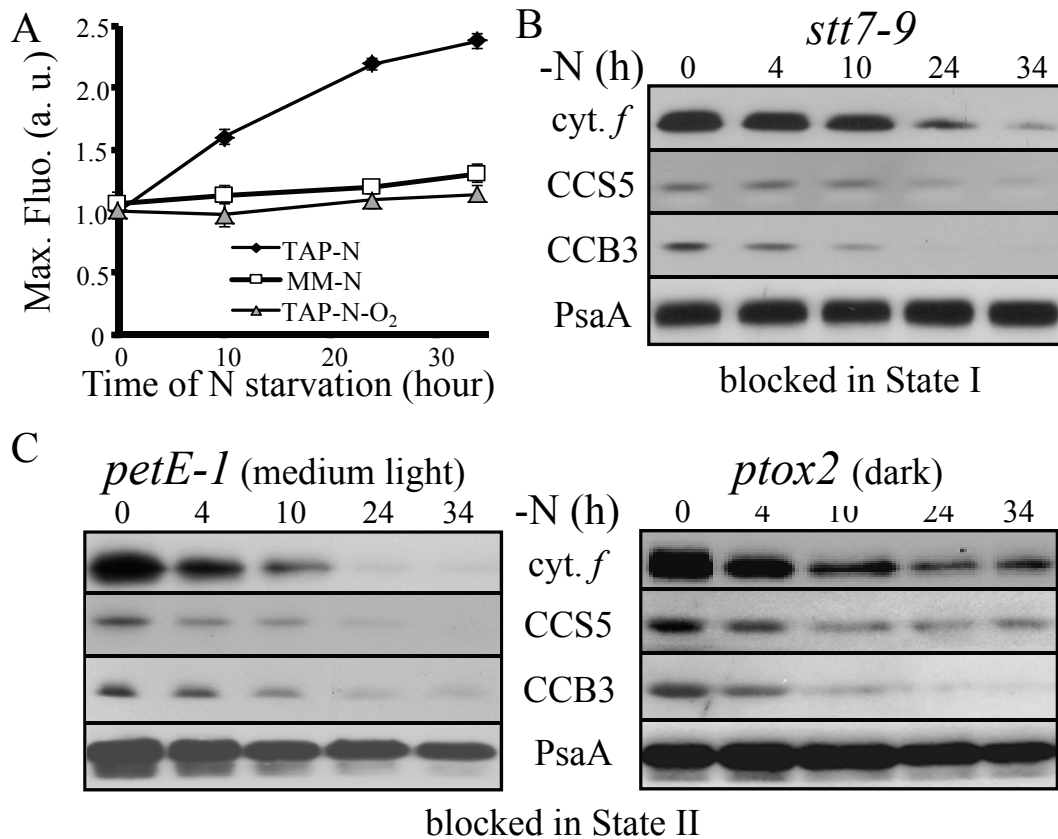 A
Max. Fluo. (a. u.)
2.5
2.0
1.5
1.0
0.5
0
0 10 20 30
Time of N starvation (hour)
TAP-N
MM-N
TAP-N-O₂
B
stt7-9
-N (h) 0 4 10 24 34
cyt. f
CCS5
CCB3
PsaA
blocked in State I
C
petE-1 (medium light)
0 4 10 24 34
ptox2 (dark)
-N (h) 0 4 10 24 34
cyt. f
CCS5
CCB3
PsaA
blocked in State II